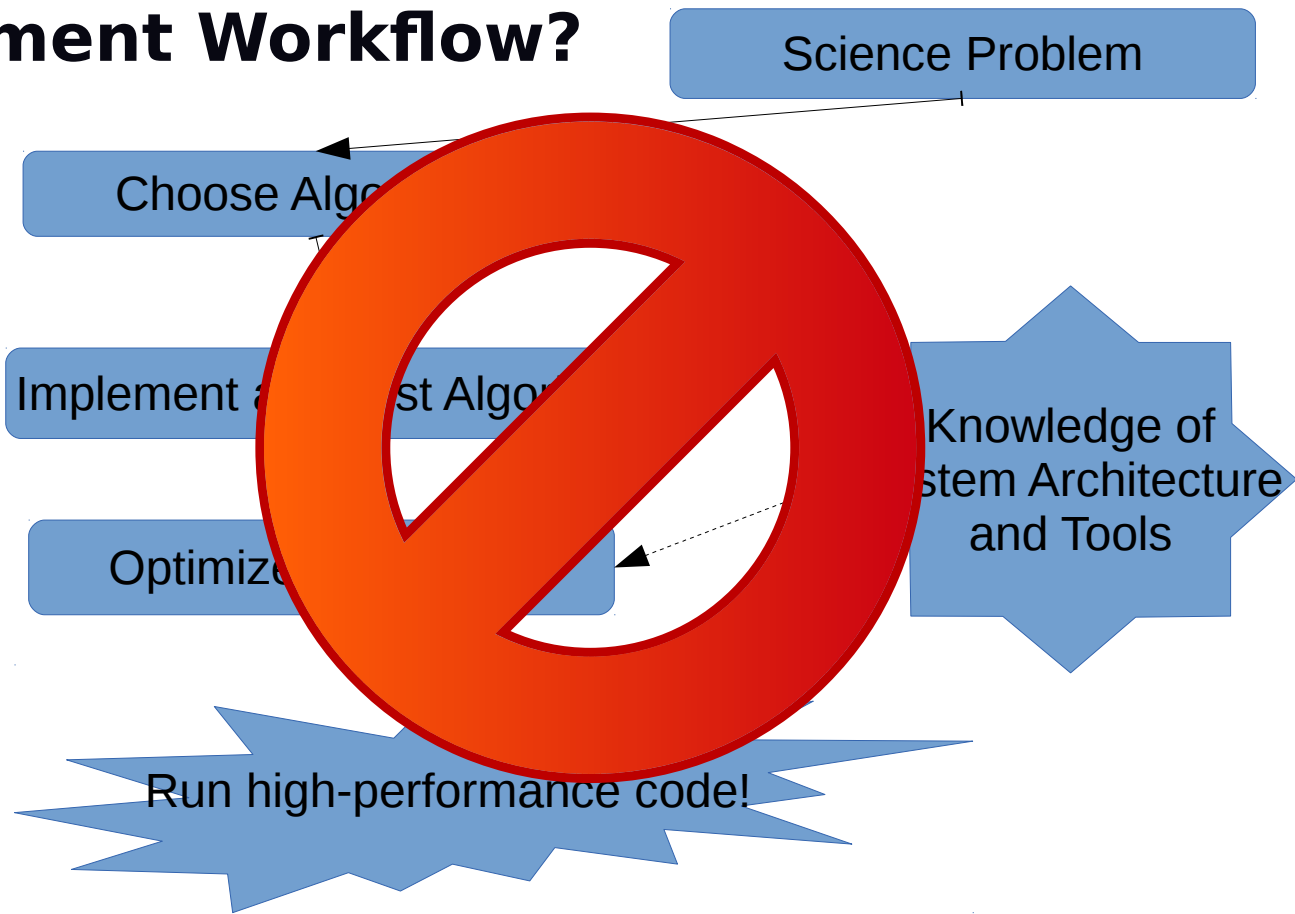 ment Workflow?
Science Problem
Choose Algo
Implement a st Algor
Knowledge of
stem Architecture
and Tools
Optimize
Run high-performance code!